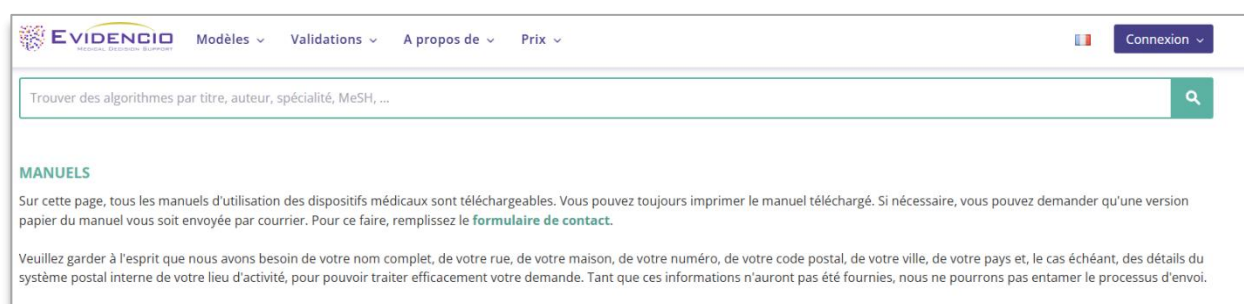 EVIDENCIO Modèles Validations A propos de Prix Connexion
MEDICAL DECISION SUPPORT
Trouver des algorithmes par titre, auteur, spécialité, MeSH, ...
MANUELS
Sur cette page, tous les manuels d'utilisation des dispositifs médicaux sont téléchargeables. Vous pouvez toujours imprimer le manuel téléchargé. Si nécessaire, vous pouvez demander qu'une version
papier du manuel vous soit envoyée par courrier. Pour ce faire, remplissez le formulaire de contact.
Veuillez garder à l'esprit que nous avons besoin de votre nom complet, de votre rue, de votre maison, de votre numéro, de votre code postal, de votre ville, de votre pays et, le cas échéant, des détails du
système postal interne de votre lieu d'activité, pour pouvoir traiter efficacement votre demande. Tant que ces informations n'auront pas été fournies, nous ne pourrons pas entamer le processus d'envoi.